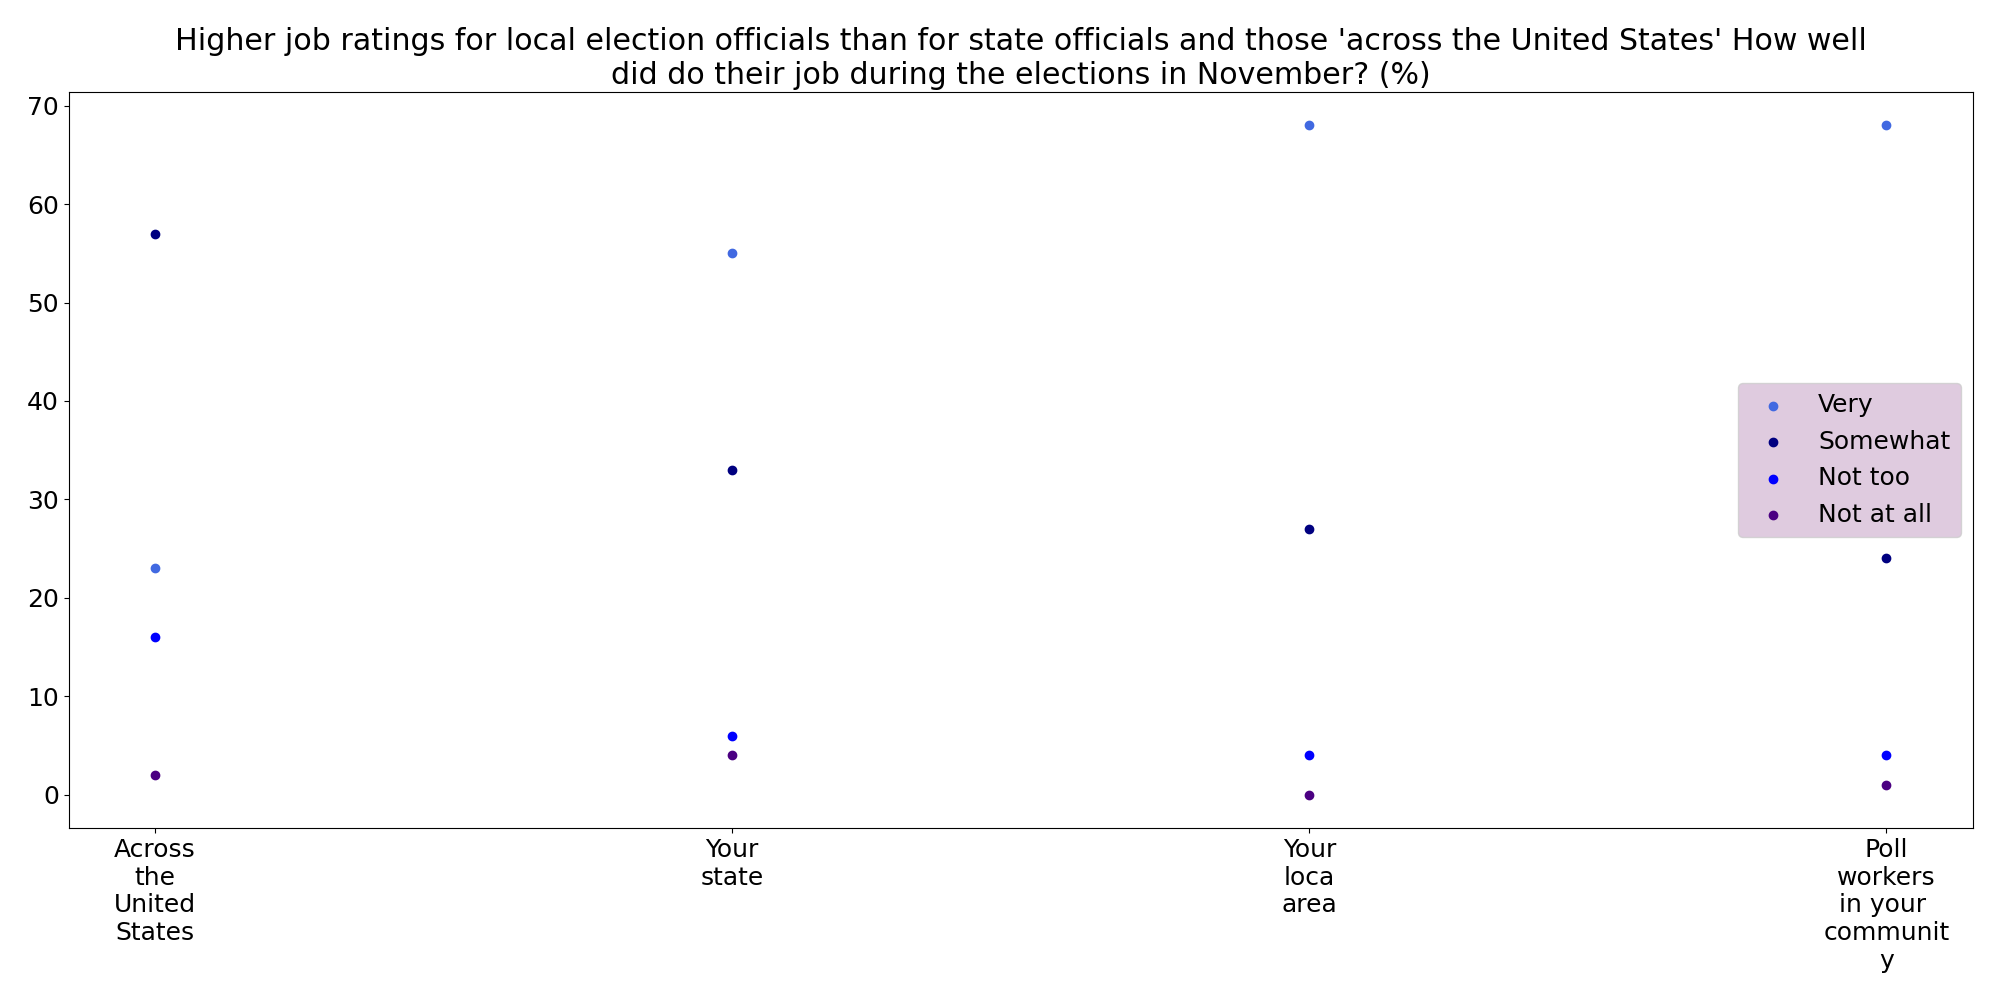 Higher job ratings for local election officials than for state officials and those 'across the United States' How well
did do their job during the elections in November? (%)
70
60
50
40
30
20
10
0
Very
Somewhat
Not too
Not at all
Across
the
United
States
Your
state
Your
loca
area
Poll
workers
in your
communit
y